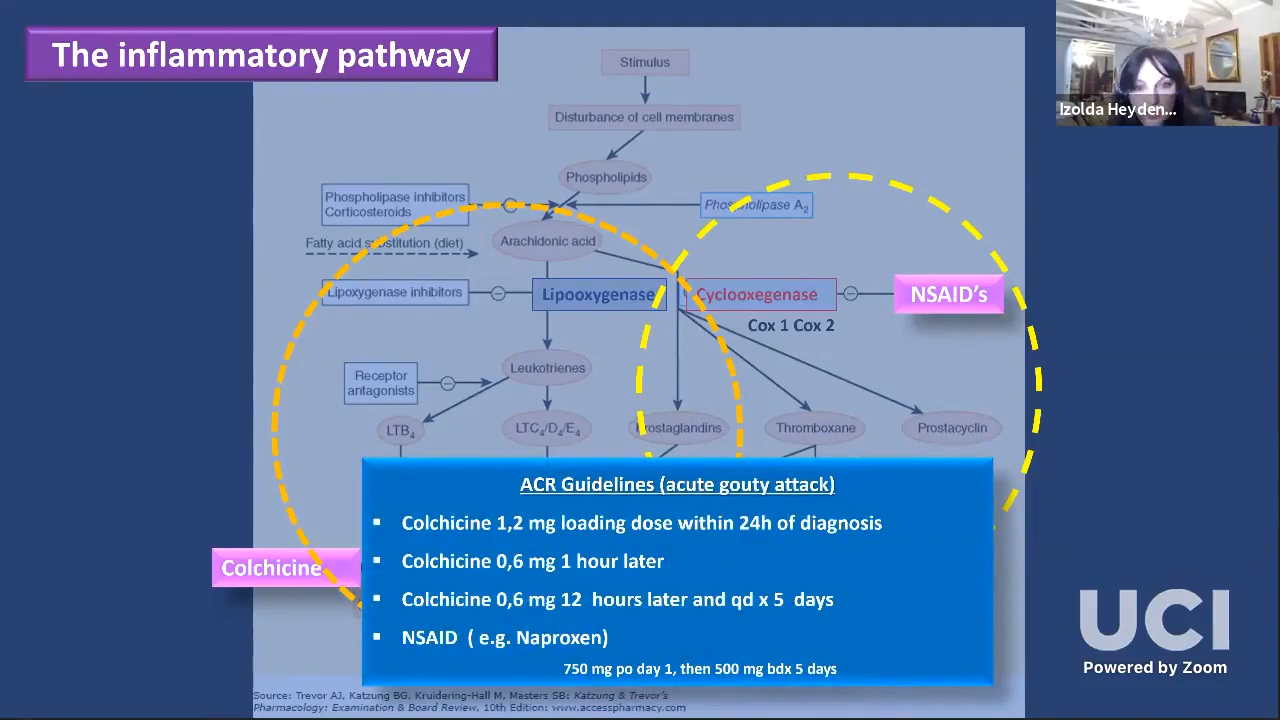 The inflammatory pathway
Izolda Heyden...
Stimulus
Disturbance of cell membranes
Phospholipids
Phospholipase inhibitors
Corticosteroids
Phospholipase A2
Fatty acid substitution (diet)
Arachidonic acid
Lipoxygenase inhibitors
Lipooxygenase
Cyclooxegenase
NSAID's
Cox 1 Cox 2
Receptor
antagonists
Leukotrienes
LTB4
LTC4/D4/E4
Prostaglandins
Thromboxane
Prostacyclin
ACR Guidelines (acute gouty attack)
▪ Colchicine 1,2 mg loading dose within 24h of diagnosis
▪ Colchicine 0,6 mg 1 hour later
▪ Colchicine 0,6 mg 12 hours later and qd x 5 days
▪ NSAID ( e.g. Naproxen)
750 mg po day 1, then 500 mg bdx 5 days
Colchicine
UCI
Powered by Zoom
Source: Trevor AJ, Katzung BG, Kruidering-Hall M, Masters SB: Katzung & Trevor's
Pharmacology: Examination & Board Review, 10th Edition: www.accesspharmacy.com